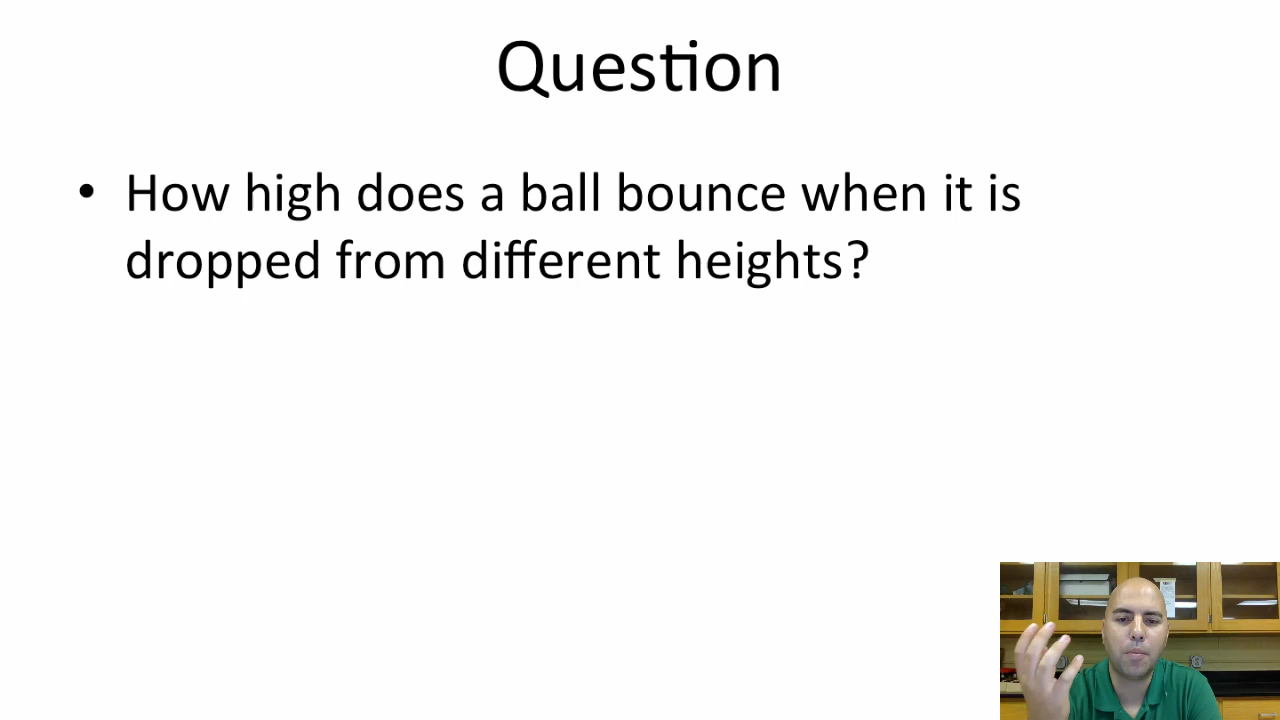 Question
• How high does a ball bounce when it is
dropped from different heights?